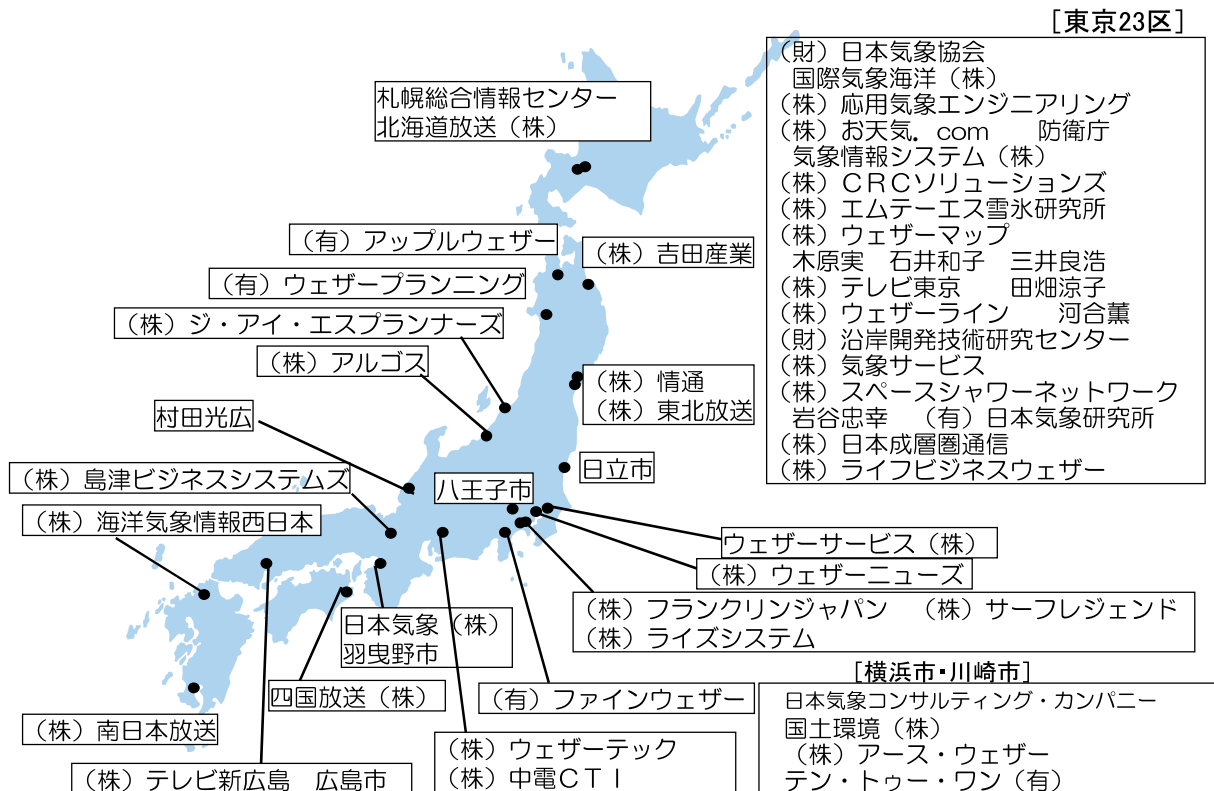 [東京23区]
（財）日本気象協会
国際気象海洋（株）
（株）応用気象エンジニアリング
（株）お天気．com　　防衛庁
気象情報システム（株）
（株）ＣＲＣソリューションズ
（株）エムテーエス雪氷研究所
（株）ウェザーマップ
木原実　石井和子　三井良浩
（株）テレビ東京　　田畑涼子
（株）ウェザーライン　　河合薫
（財）沿岸開発技術研究センター
（株）気象サービス
（株）スペースシャワーネットワーク
岩谷忠幸　（有）日本気象研究所
（株）日本成層圏通信
（株）ライフビジネスウェザー
札幌総合情報センター
北海道放送（株）
（有）アップルウェザー
（株）吉田産業
（有）ウェザープランニング
（株）ジ・アイ・エスプランナーズ
（株）アルゴス
（株）情通
（株）東北放送
村田光広
日立市
（株）島津ビジネスシステムズ
八王子市
（株）海洋気象情報西日本
ウェザーサービス（株）
（株）ウェザーニューズ
（株）フランクリンジャパン　（株）サーフレジェンド
（株）ライズシステム
日本気象（株）
羽曳野市
四国放送（株）
（有）ファインウェザー
（株）南日本放送
（株）ウェザーテック
（株）中電ＣＴＩ
（株）テレビ新広島　広島市
[横浜市・川崎市]
日本気象コンサルティング・カンパニー
国土環境（株）
（株）アース・ウェザー
テン・トゥー・ワン（有）